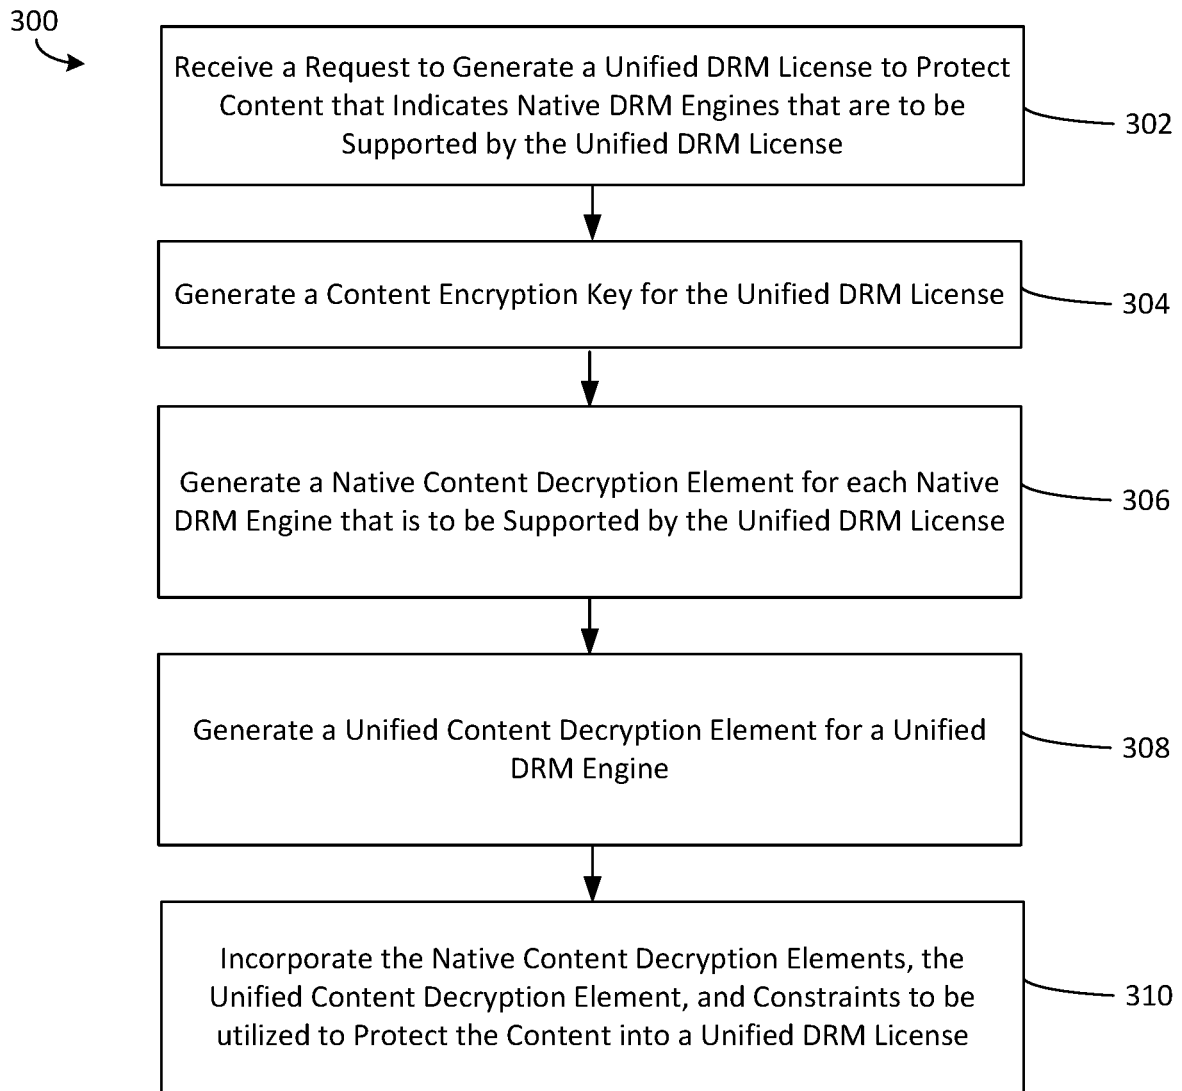 300
Receive a Request to Generate a Unified DRM License to Protect
Content that Indicates Native DRM Engines that are to be
Supported by the Unified DRM License
302
Generate a Content Encryption Key for the Unified DRM License
304
Generate a Native Content Decryption Element for each Native
DRM Engine that is to be Supported by the Unified DRM License
306
Generate a Unified Content Decryption Element for a Unified
DRM Engine
308
Incorporate the Native Content Decryption Elements, the
Unified Content Decryption Element, and Constraints to be
utilized to Protect the Content into a Unified DRM License
310